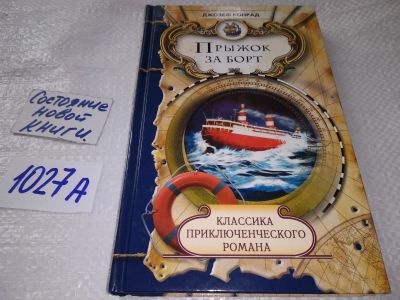 ДЖОЗЕФ КОНРАД
ПРЫЖОК
ЗА БОРТ
КЛАССИКА
ПРИКЛЮЧЕНЧЕСКОГО
РОМАНА
Состояние
новой
книги.
1027А